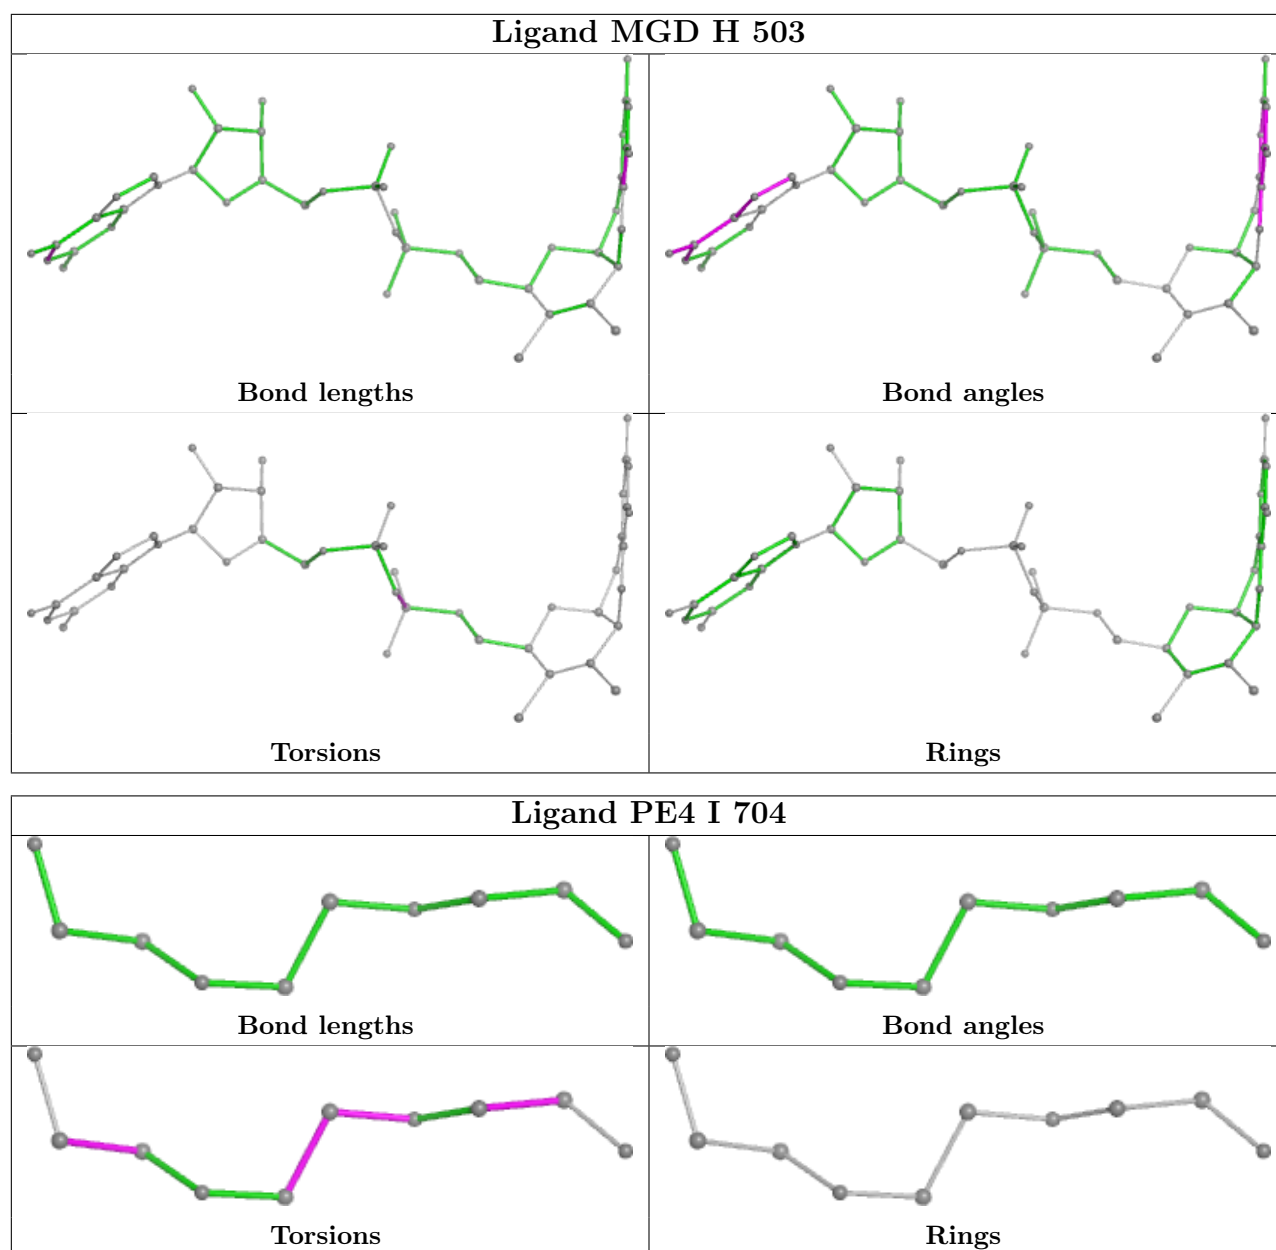 Ligand MGD H 503
Bond lengths
Bond angles
Torsions
Rings
Ligand PE4 I 704
Bond lengths
Bond angles
Torsions
Rings